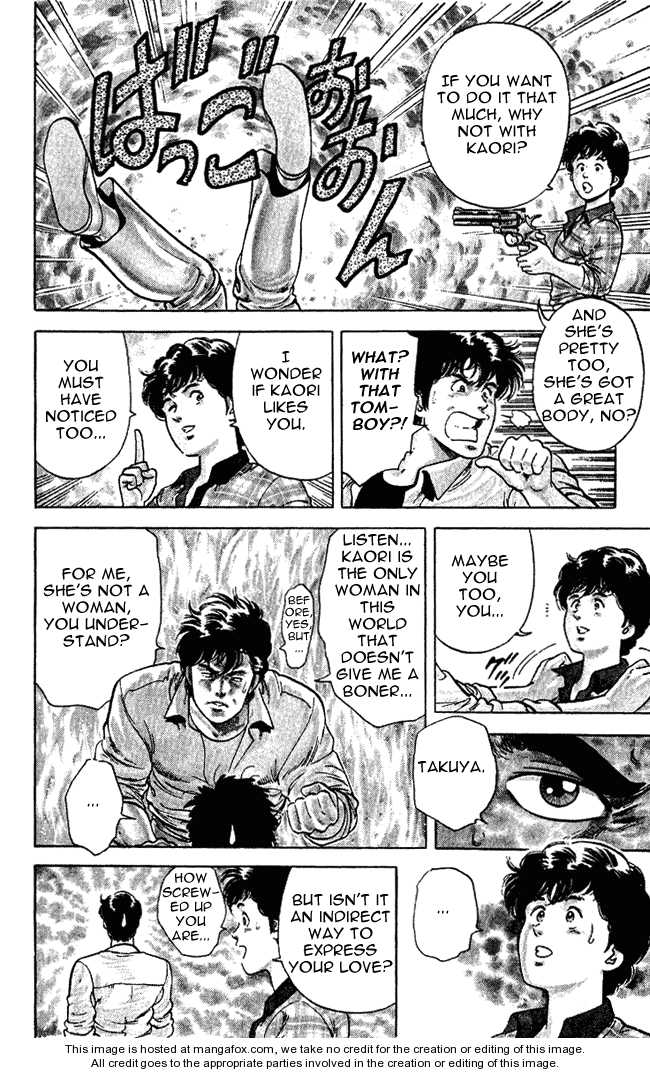 IF YOU WANT
TO DO IT THAT
MUCH, WHY
NOT WITH
KAORI?
ばっご
おおおん
AND
SHE'S
PRETTY
TOO,
SHE'S GOT
A GREAT
BODY, NO?
WHAT?
WITH
THAT
TOM-
BOY?!
I
WONDER
IF KAORI
LIKES
YOU.
YOU
MUST
HAVE
NOTICED
TOO...
MAYBE
YOU
TOO,
YOU...
...
LISTEN...
KAORI IS
THE ONLY
WOMAN IN
THIS
WORLD
THAT
DOESN'T
GIVE ME A
BONER...
BEF
ORE,
YES,
BUT
...
FOR ME,
SHE'S NOT A
WOMAN,
YOU UNDER-
STAND?
...
TAKUYA.
...
BUT ISN'T IT
AN INDIRECT
WAY TO
EXPRESS
YOUR LOVE?
HOW
SCREW-
ED UP
YOU
ARE...
This image is hosted at mangafox.com, we take no credit for the creation or editing of this image.
All credit goes to the appropriate parties involved in the creation or editing of this image.